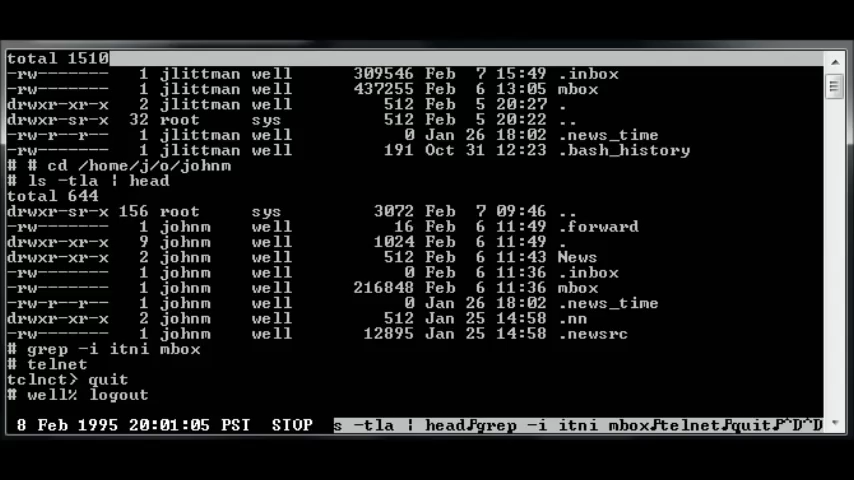 total 1510
-rw------- 1 jlittman well 309546 Feb 7 15:49 .inbox
-rw------- 1 jlittman well 437255 Feb 6 13:05 mbox
drwxr-xr-x 2 jlittman well 512 Feb 5 20:27 .
drwxr-sr-x 32 root sys 512 Feb 5 20:22 ..
-rw-r--r-- 1 jlittman well 0 Jan 26 18:02 .news_time
-rw-r--r-- 1 jlittman well 191 Oct 31 12:23 .bash_history
# # cd /home/j/o/johnm
# ls -tla | head
total 644
drwxr-sr-x 156 root sys 3072 Feb 7 09:46 ..
-rw------- 1 johnm well 16 Feb 6 11:49 .forward
drwxr-xr-x 9 johnm well 1024 Feb 6 11:49 .
drwxr-xr-x 2 johnm well 512 Feb 6 11:43 News
-rw------- 1 johnm well 0 Feb 6 11:36 .inbox
-rw------- 1 johnm well 216848 Feb 6 11:36 mbox
-rw-r--r-- 1 johnm well 0 Jan 26 18:02 .news_time
drwxr-xr-x 2 johnm well 512 Jan 25 14:58 .nn
-rw------- 1 johnm well 12895 Jan 25 14:58 .newsrc
# grep -i itni mbox
# telnet
telnet> quit
# well% logout
8 Feb 1995 20:01:05 PST STOP s -tla | head♪grep -i itni mbox♪telnet♪quit♪^D^D